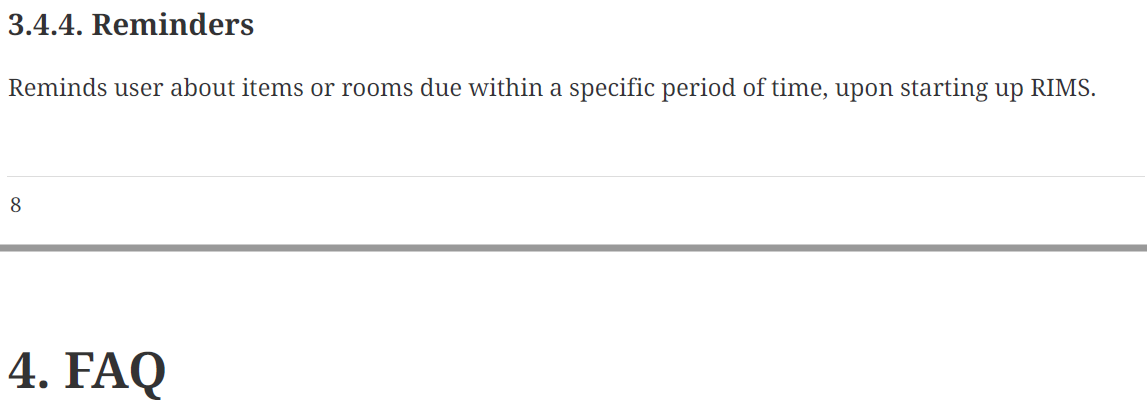 3.4.4. Reminders
Reminds user about items or rooms due within a specific period of time, upon starting up RIMS.
8
4. FAQ